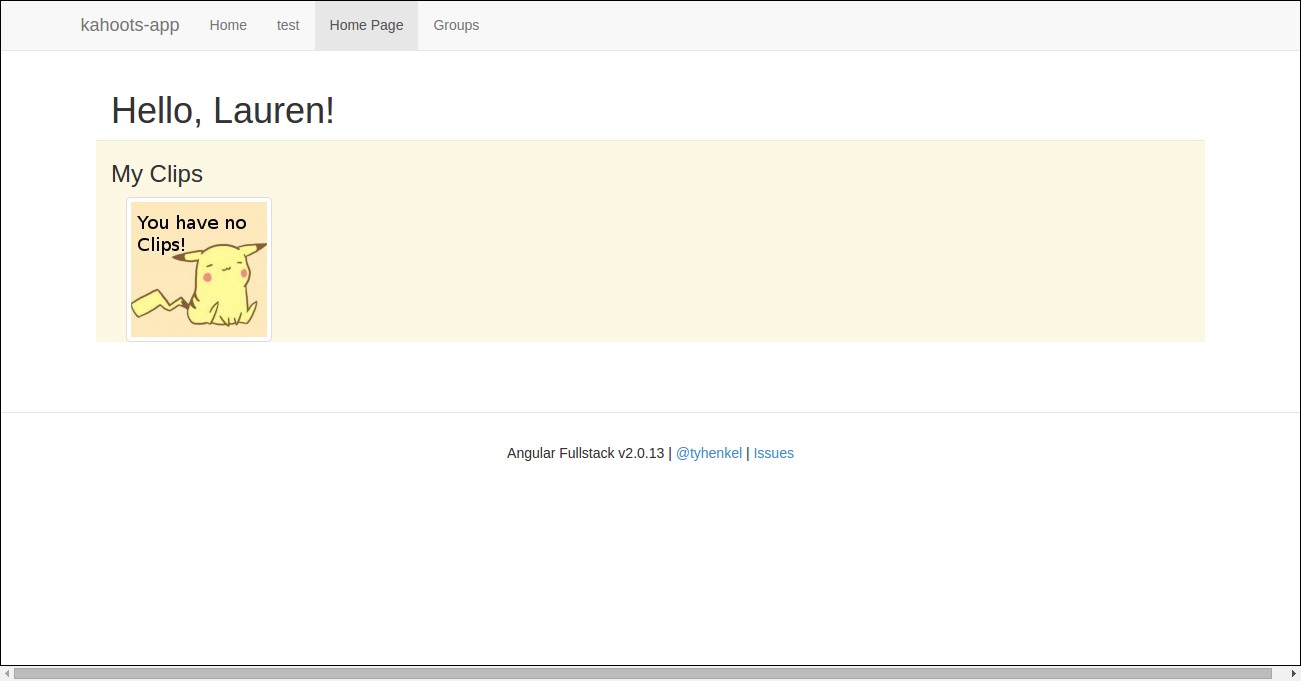 kahoots-app Home test Home Page Groups
Hello, Lauren!
My Clips
You have no
Clips!
Angular Fullstack v2.0.13 | @tyhenkel | Issues